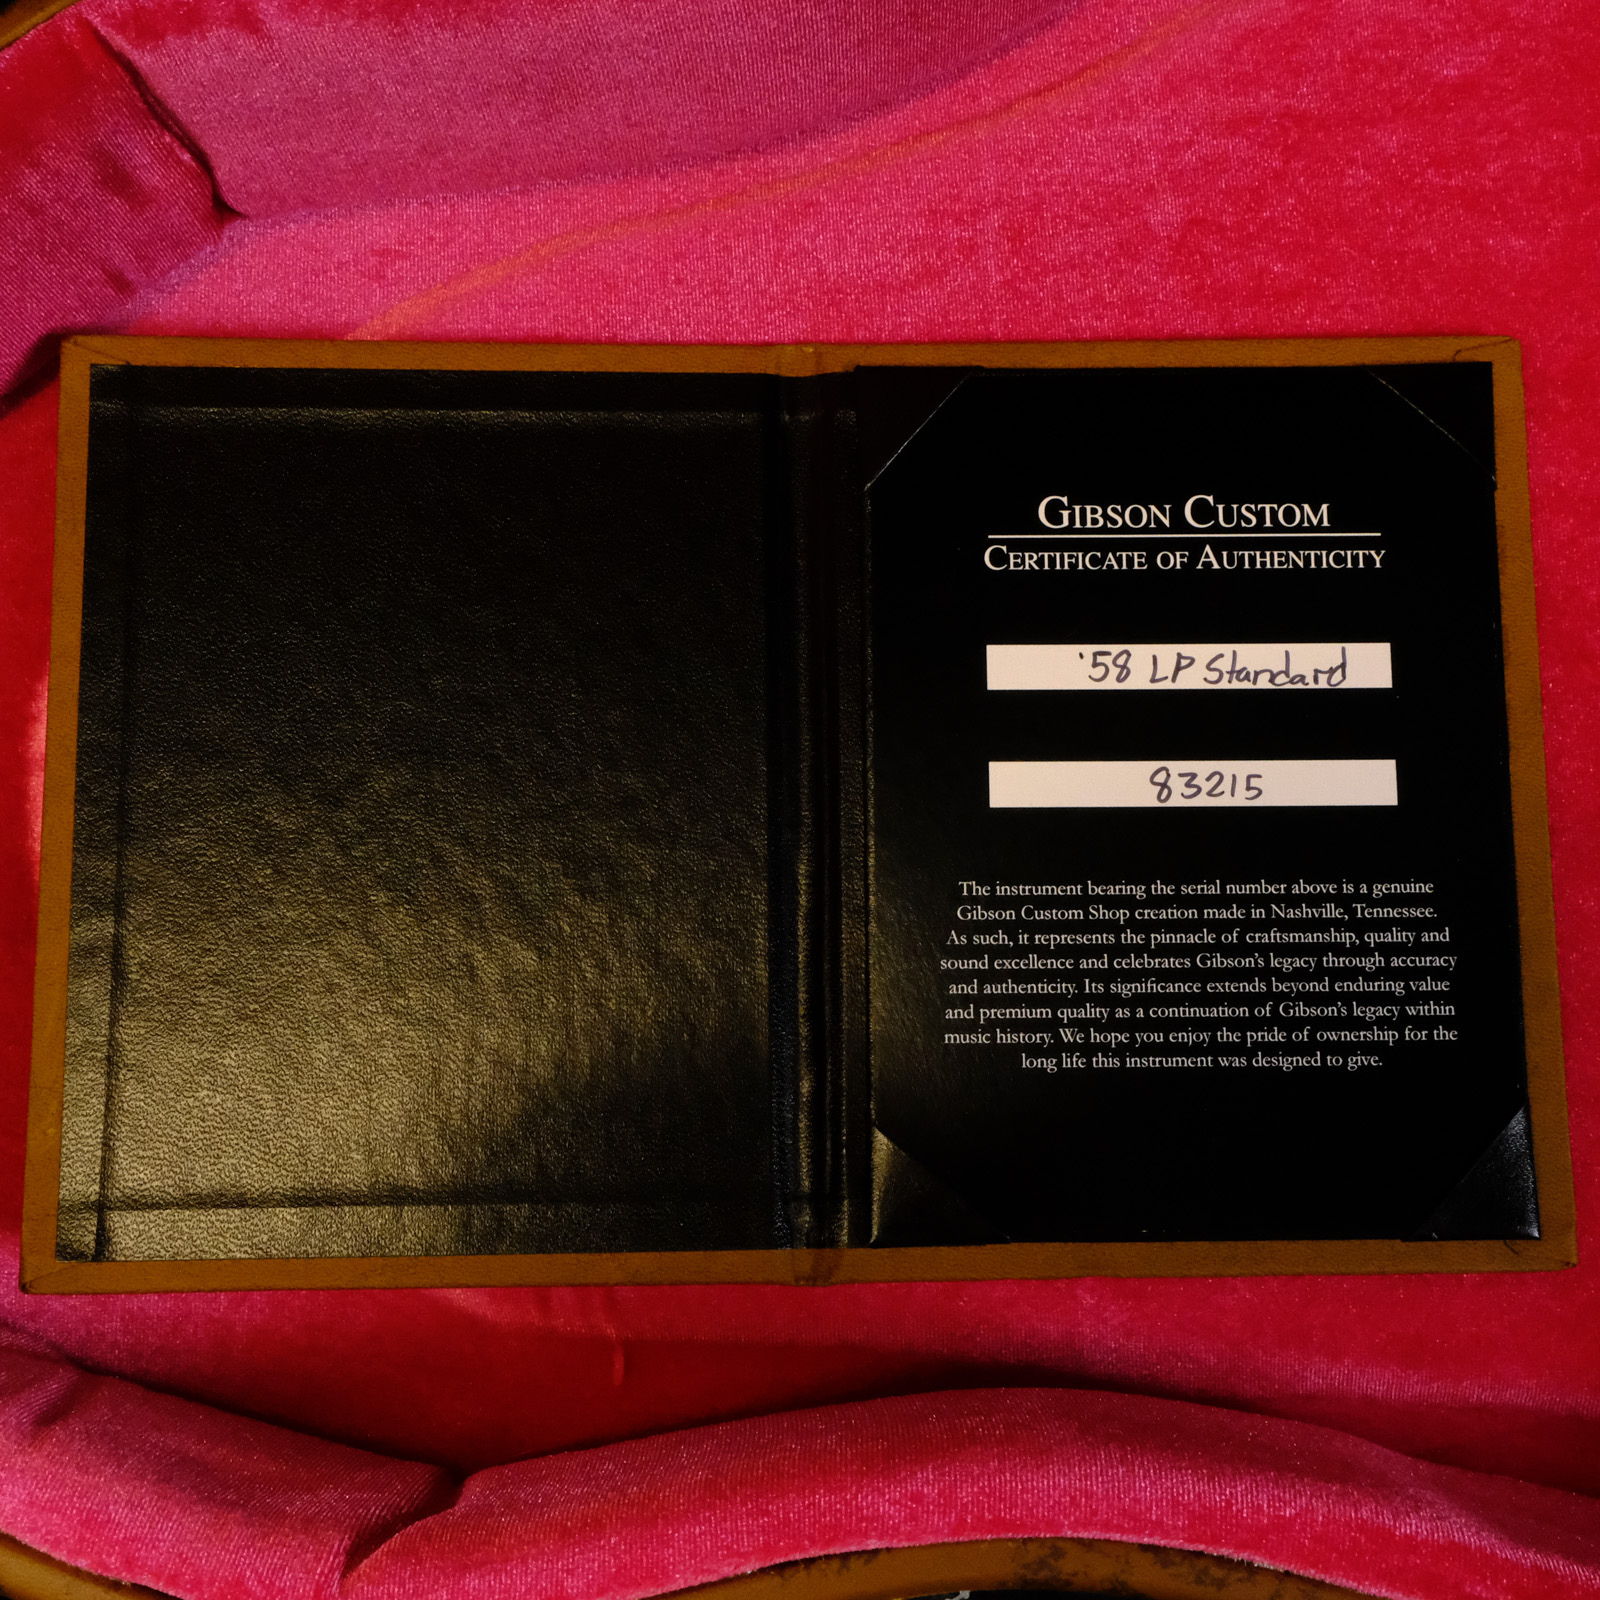 GIBSON CUSTOM
CERTIFICATE OF AUTHENTICITY
'58 LP Standard
83215
The instrument bearing the serial number above is a genuine
Gibson Custom Shop creation made in Nashville, Tennessee.
As such, it represents the pinnacle of craftsmanship, quality and
sound excellence and celebrates Gibson's legacy through accuracy
and authenticity. Its significance extends beyond enduring value
and premium quality as a continuation of Gibson's legacy within
music history. We hope you enjoy the pride of ownership for the
long life this instrument was designed to give.